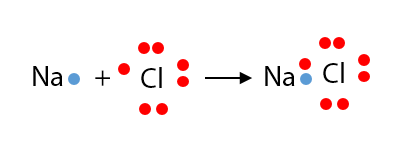 Na + Cl → Na Cl